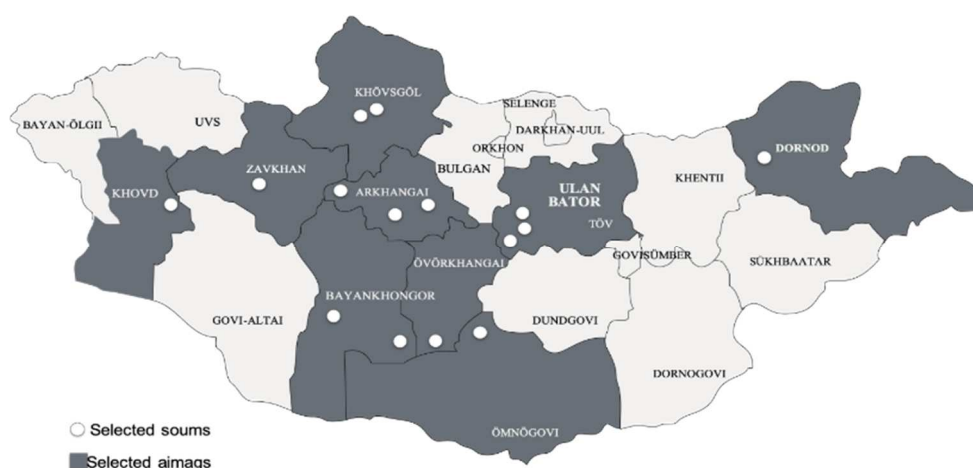 KHÖVSGÖL
SELENGE
BAYAN-ÖLGII
UVS
DARKHAN-UUL
ORKHON
DORNOD
ZAVKHAN
BULGAN
KHENTII
KHOVD
ARKHANGAI
ULAN
BATOR
TÖV
ÖVÖRKHANGAI
GOVISÜMBER
SÜKHBAATAR
BAYANKHONGOR
GOVI-ALTAI
DUNDGOVI
DORNOGOVI
ÖMNÖGOVI
Selected soums
Selected aimags